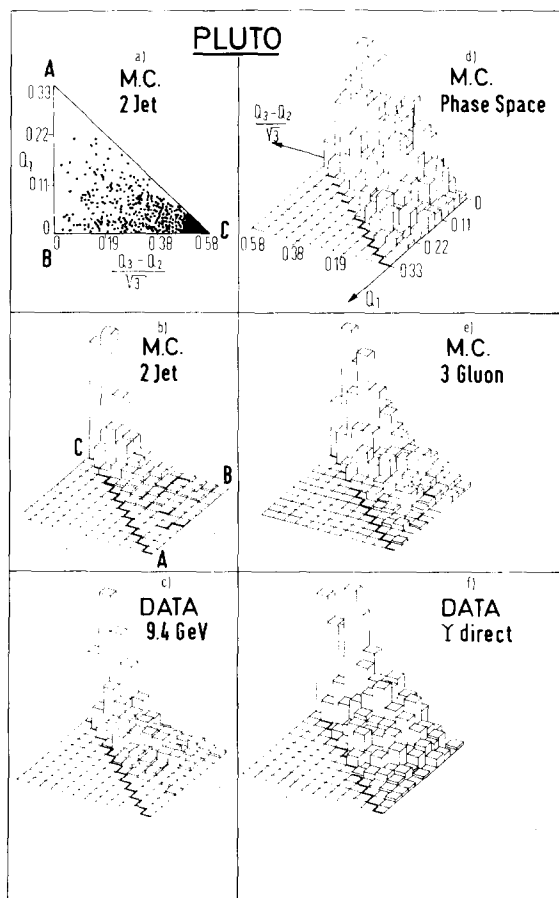 PLUTO
a)
M.C.
2 Jet
A
0.33
0.22
Q1
0.11
0
B
0
0.19
0.38
0.58
C
Q3-Q2
√3
d)
M.C.
Phase Space
Q3-Q2
√3
0
0.11
0.22
0.33
Q1
0.58
0.38
0.19
b)
M.C.
2 Jet
C
B
A
e)
M.C.
3 Gluon
c)
DATA
9.4 GeV
f)
DATA
ϒ direct